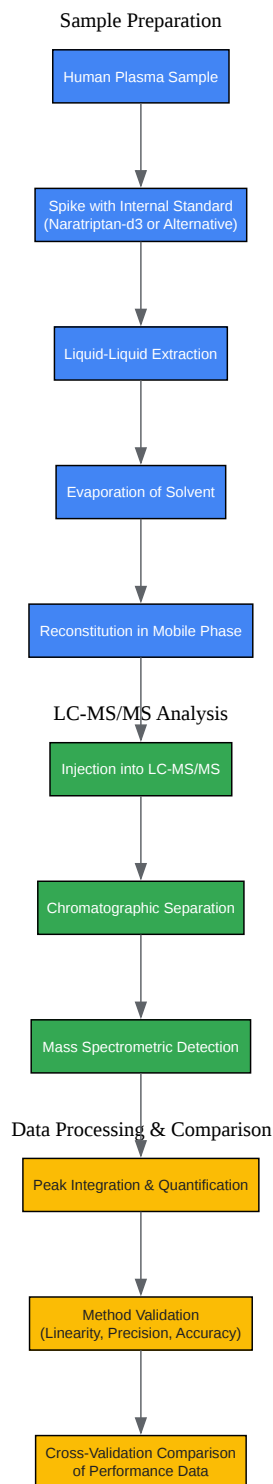 Sample Preparation
Human Plasma Sample
Spike with Internal Standard
(Naratriptan-d3 or Alternative)
Liquid-Liquid Extraction
Evaporation of Solvent
Reconstitution in Mobile Phase
LC-MS/MS Analysis
Injection into LC-MS/MS
Chromatographic Separation
Mass Spectrometric Detection
Data Processing & Comparison
Peak Integration & Quantification
Method Validation
(Linearity, Precision, Accuracy)
Cross-Validation Comparison
of Performance Data